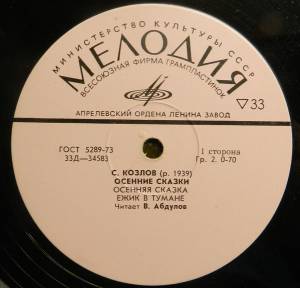 МИНИСТЕРСТВО КУЛЬТУРЫ СССР
МЕЛОДИЯ
ВСЕСОЮЗНАЯ ФИРМА ГРАМПЛАСТИНОК
АПРЕЛЕВСКИЙ ОРДЕНА ЛЕНИНА ЗАВОД
33
ГОСТ 5289-73
33Д—34583
1 сторона
Гр. 2. 0-70
С. КОЗЛОВ (р. 1939)
ОСЕННИЕ СКАЗКИ
ОСЕННЯЯ СКАЗКА
ЕЖИК В ТУМАНЕ
Читает В. Абдулов